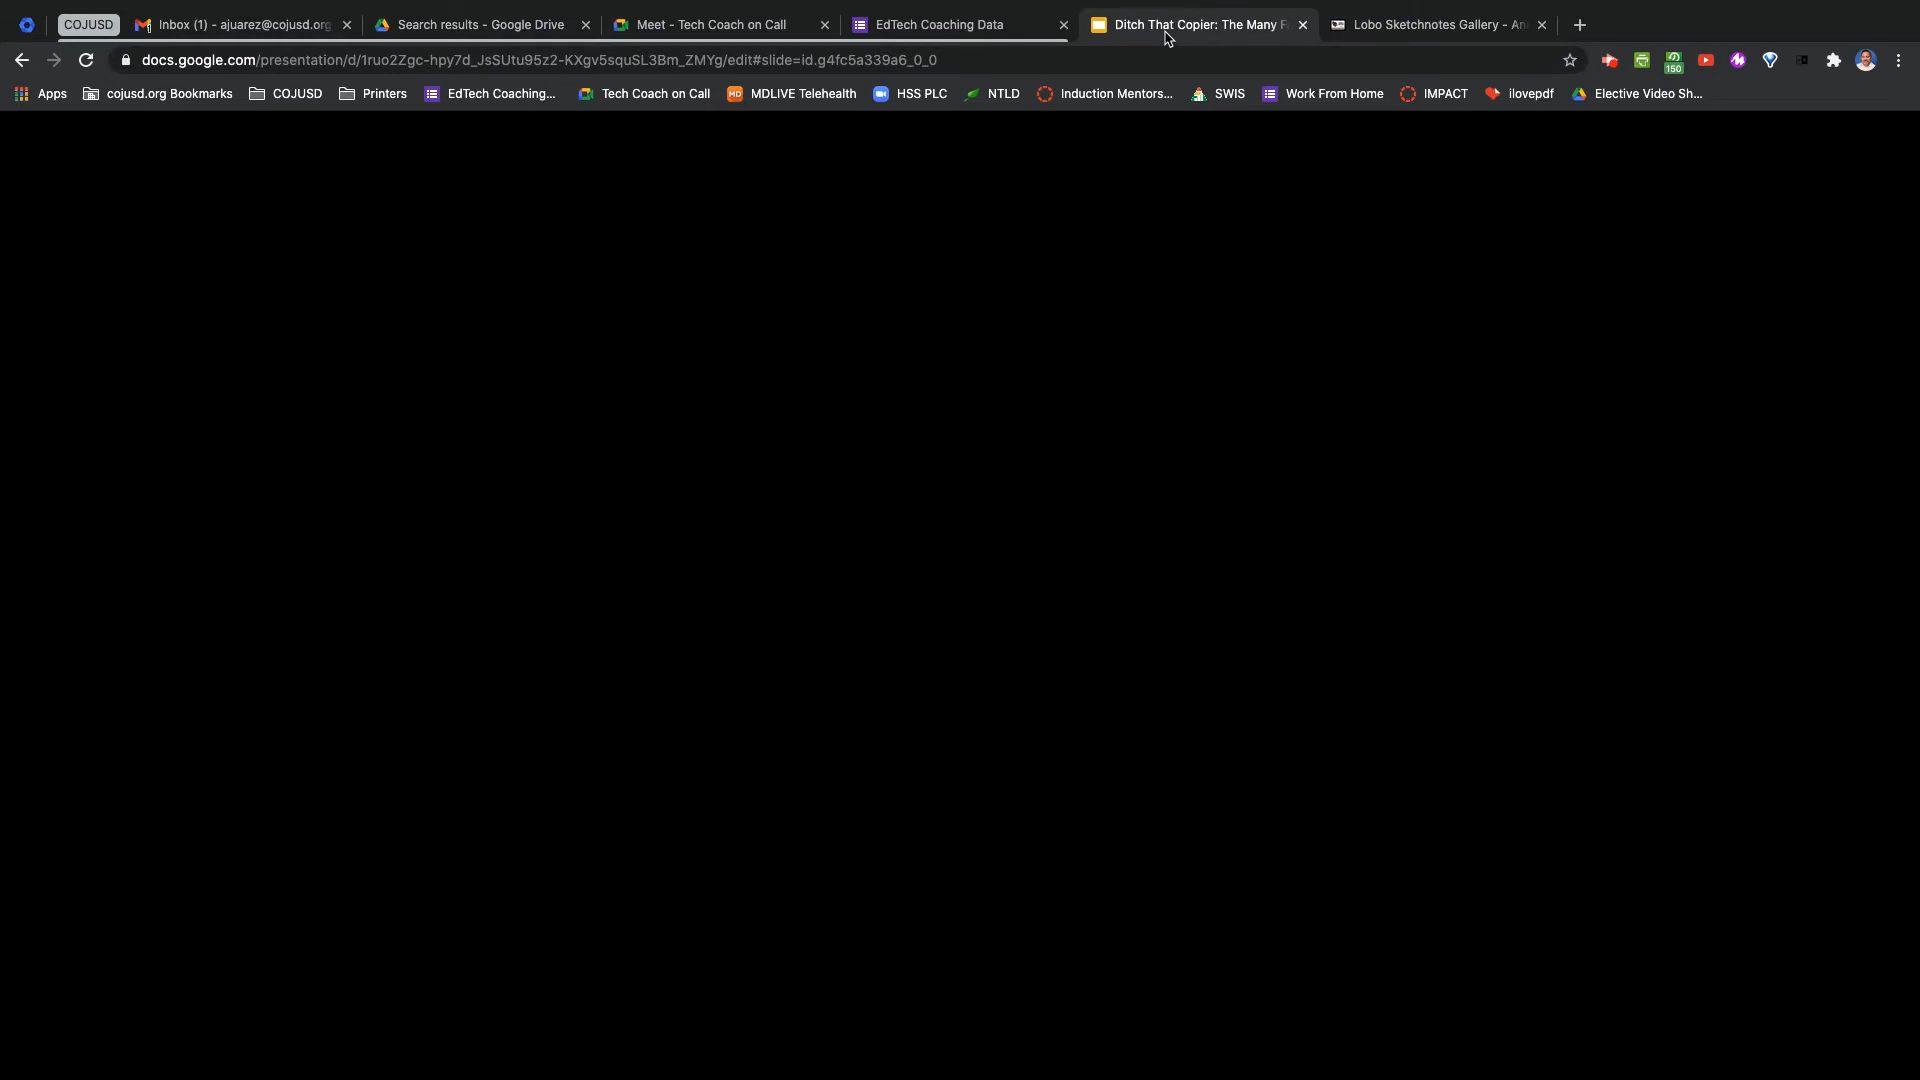 COJUSD Inbox (1) - ajuarez@cojusd.org Search results - Google Drive Meet - Tech Coach on Call EdTech Coaching Data Ditch That Copier: The Many F Lobo Sketchnotes Gallery - An
docs.google.com/presentation/d/1ruo2Zgc-hpy7d_JsSUtu95z2-KXgv5squSL3Bm_ZMYg/edit#slide=id.g4fc5a339a6_0_0 150
Apps cojusd.org Bookmarks COJUSD Printers EdTech Coaching... Tech Coach on Call MD MDLIVE Telehealth HSS PLC NTLD Induction Mentors... SWIS Work From Home IMPACT ilovepdf Elective Video Sh...